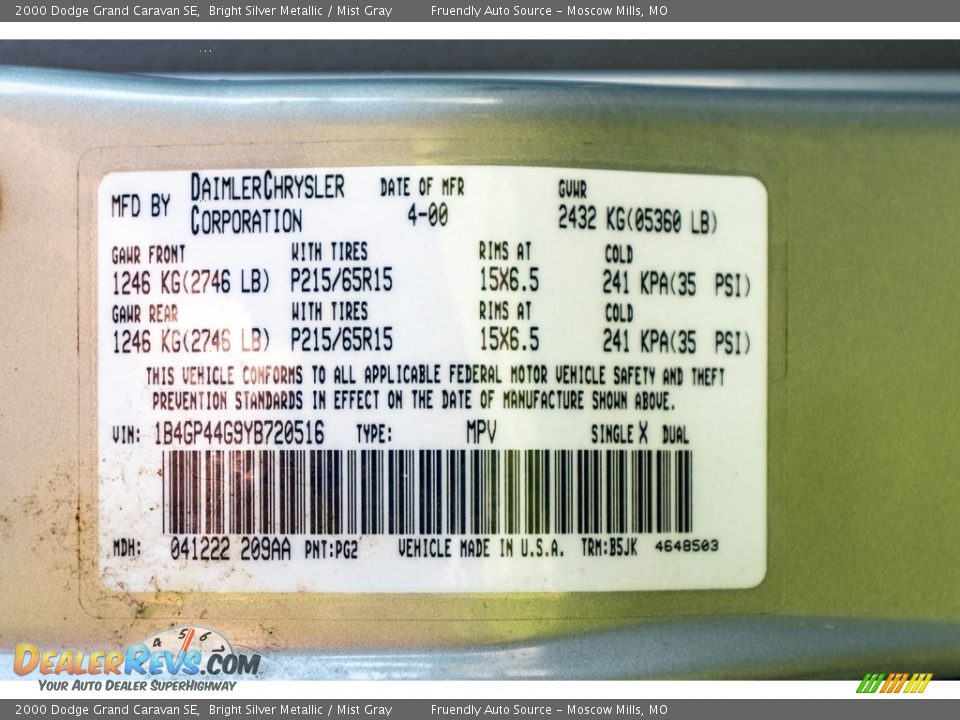 2000 Dodge Grand Caravan SE,  Bright Silver Metallic / Mist Gray  Fruendly Auto Source - Moscow Mills, MO
MFD BY DAIMLERCHRYSLER CORPORATION DATE OF MFR 4-00 GVWR 2432 KG(05360 LB)
GAWR FRONT WITH TIRES RIMS AT COLD
1246 KG(2746 LB) P215/65R15 15X6.5 241 KPA(35 PSI)
GAWR REAR WITH TIRES RIMS AT COLD
1246 KG(2746 LB) P215/65R15 15X6.5 241 KPA(35 PSI)
THIS VEHICLE CONFORMS TO ALL APPLICABLE FEDERAL MOTOR VEHICLE SAFETY AND THEFT
PREVENTION STANDARDS IN EFFECT ON THE DATE OF MANUFACTURE SHOWN ABOVE.
VIN: 1B4GP44G9YB720516 TYPE: MPV SINGLE X DUAL
MDH: 041222 209AA PNT:PG2 VEHICLE MADE IN U.S.A. TRM:B5JK 4648503
4 5 6 7
DEALERREVS.COM
YOUR AUTO DEALER SUPERHIGHWAY
2000 Dodge Grand Caravan SE,  Bright Silver Metallic / Mist Gray  Fruendly Auto Source - Moscow Mills, MO